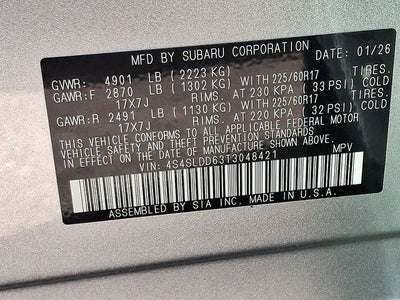 MFD BY SUBARU CORPORATION DATE: 01/26
GVWR: 4901 LB (2223 KG)
GAWR:F 2870 LB (1302 KG) WITH 225/60R17 TIRES.
17X7J RIMS. AT 230 KPA (33 PSI) COLD
GAWR:R 2491 LB (1130 KG) WITH 225/60R17 TIRES.
17X7J RIMS. AT 220 KPA (32 PSI) COLD
THIS VEHICLE CONFORMS TO ALL APPLICABLE FEDERAL MOTOR
VEHICLE SAFETY STANDARDS IN EFFECT ON THE DATE OF
MANUFACTURE SHOWN ABOVE.
VIN: 4S4SLDD63T3048421 MPV
ASSEMBLED BY SIA INC. MADE IN U.S.A.